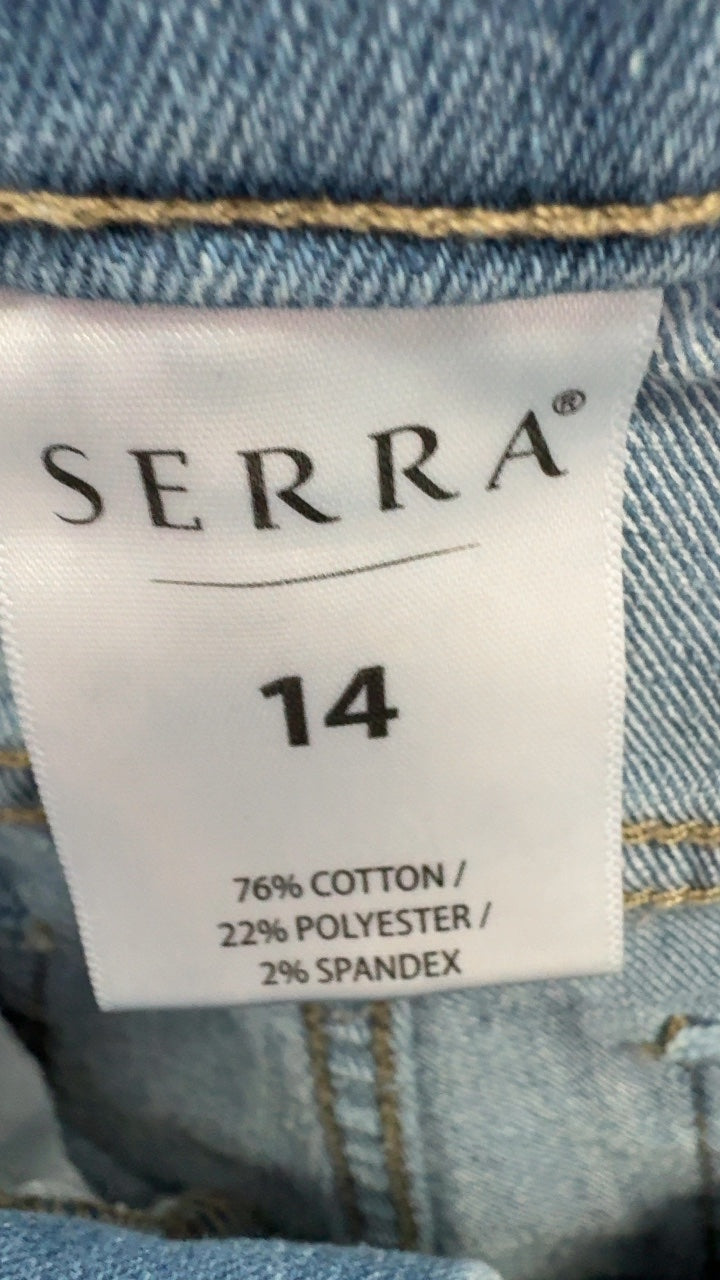 SERRA®
14
76% COTTON /
22% POLYESTER /
2% SPANDEX